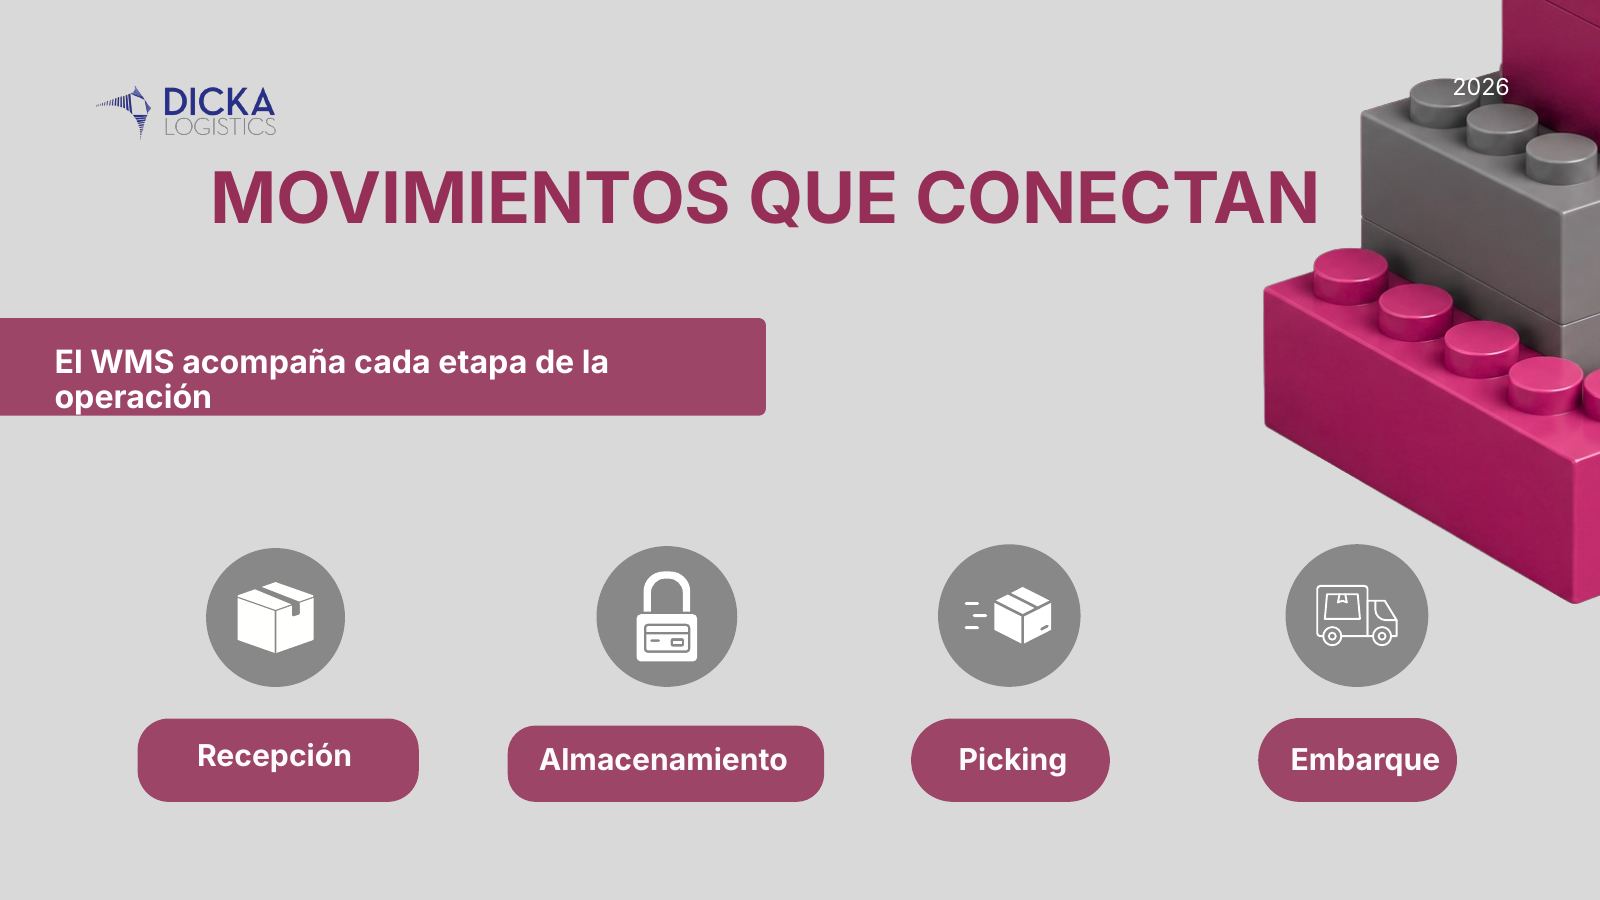 2026
DICKA
LOGISTICS
MOVIMIENTOS QUE CONECTAN
El WMS acompaña cada etapa de la
operación
Recepción
Almacenamiento
Picking
Embarque